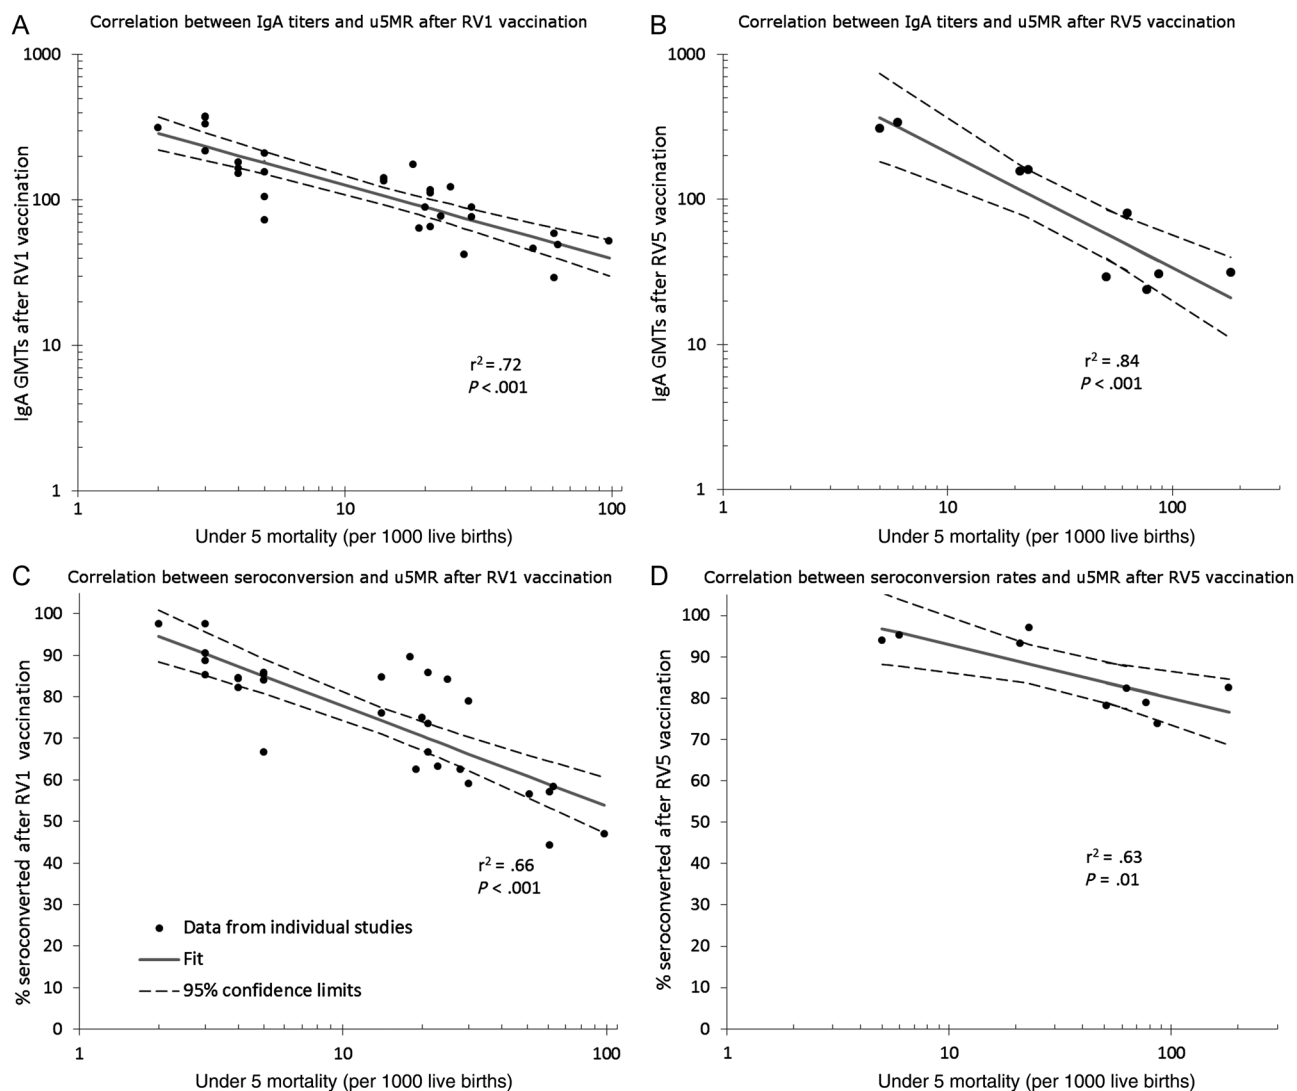 A
Correlation between IgA titers and u5MR after RV1 vaccination
IgA GMTs after RV1 vaccination
1000
100
10
1
r² = .72
P < .001
1
10
100
Under 5 mortality (per 1000 live births)
B
Correlation between IgA titers and u5MR after RV5 vaccination
IgA GMTs after RV5 vaccination
1000
100
10
1
r² = .84
P < .001
1
10
100
Under 5 mortality (per 1000 live births)
C
Correlation between seroconversion and u5MR after RV1 vaccination
% seroconverted after RV1 vaccination
100
90
80
70
60
50
40
30
20
10
0
r² = .66
P < .001
Data from individual studies
Fit
95% confidence limits
1
10
100
Under 5 mortality (per 1000 live births)
D
Correlation between seroconversion rates and u5MR after RV5 vaccination
% seroconverted after RV5 vaccination
100
90
80
70
60
50
40
30
20
10
0
r² = .63
P = .01
1
10
100
Under 5 mortality (per 1000 live births)